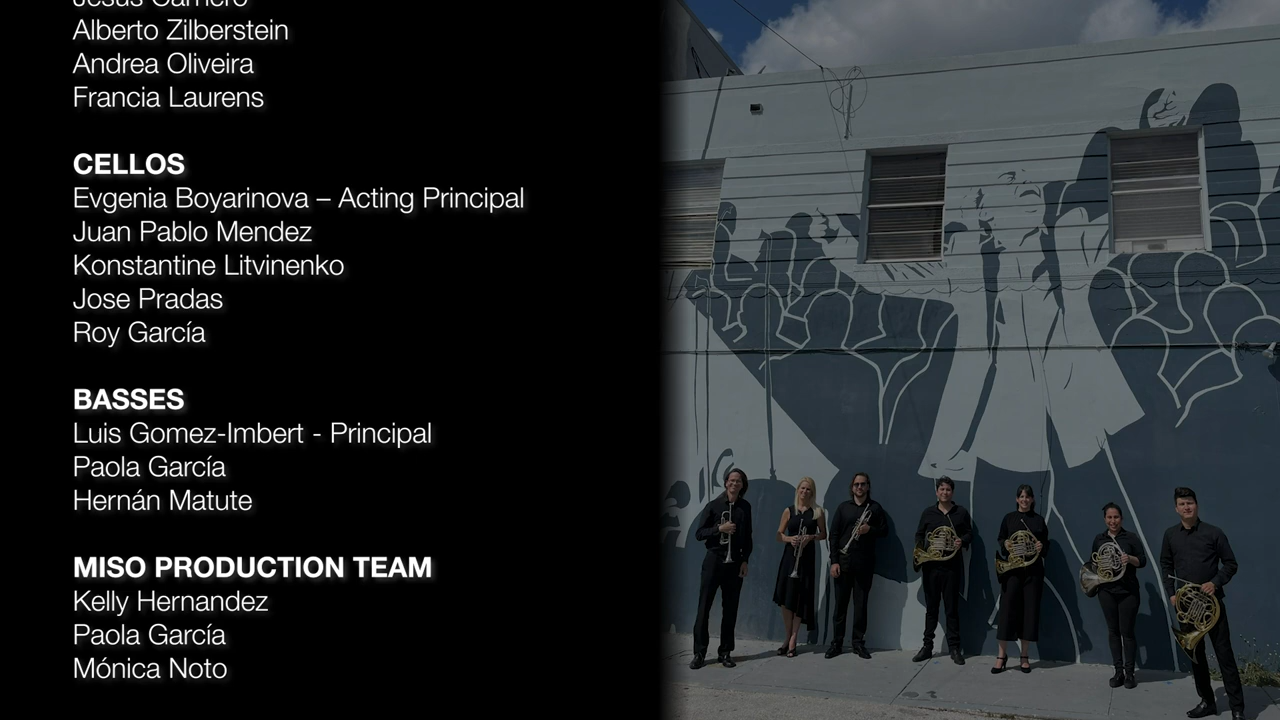 Jesus Carnero
Alberto Zilberstein
Andrea Oliveira
Francia Laurens
CELLOS
Evgenia Boyarinova – Acting Principal
Juan Pablo Mendez
Konstantine Litvinenko
Jose Pradas
Roy García
BASSES
Luis Gomez-Imbert - Principal
Paola García
Hernán Matute
MISO PRODUCTION TEAM
Kelly Hernandez
Paola García
Mónica Noto